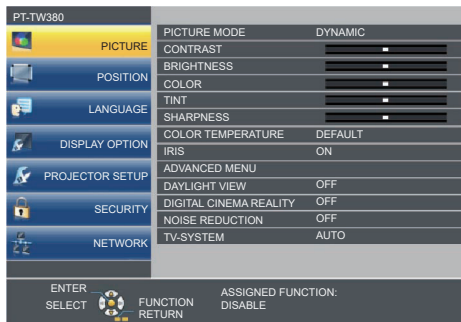 PT-TW380
PICTURE
POSITION
LANGUAGE
DISPLAY OPTION
PROJECTOR SETUP
SECURITY
NETWORK
PICTURE MODE DYNAMIC
CONTRAST
BRIGHTNESS
COLOR
TINT
SHARPNESS
COLOR TEMPERATURE DEFAULT
IRIS ON
ADVANCED MENU
DAYLIGHT VIEW OFF
DIGITAL CINEMA REALITY OFF
NOISE REDUCTION OFF
TV-SYSTEM AUTO
ENTER
SELECT
FUNCTION
RETURN
ASSIGNED FUNCTION:
DISABLE